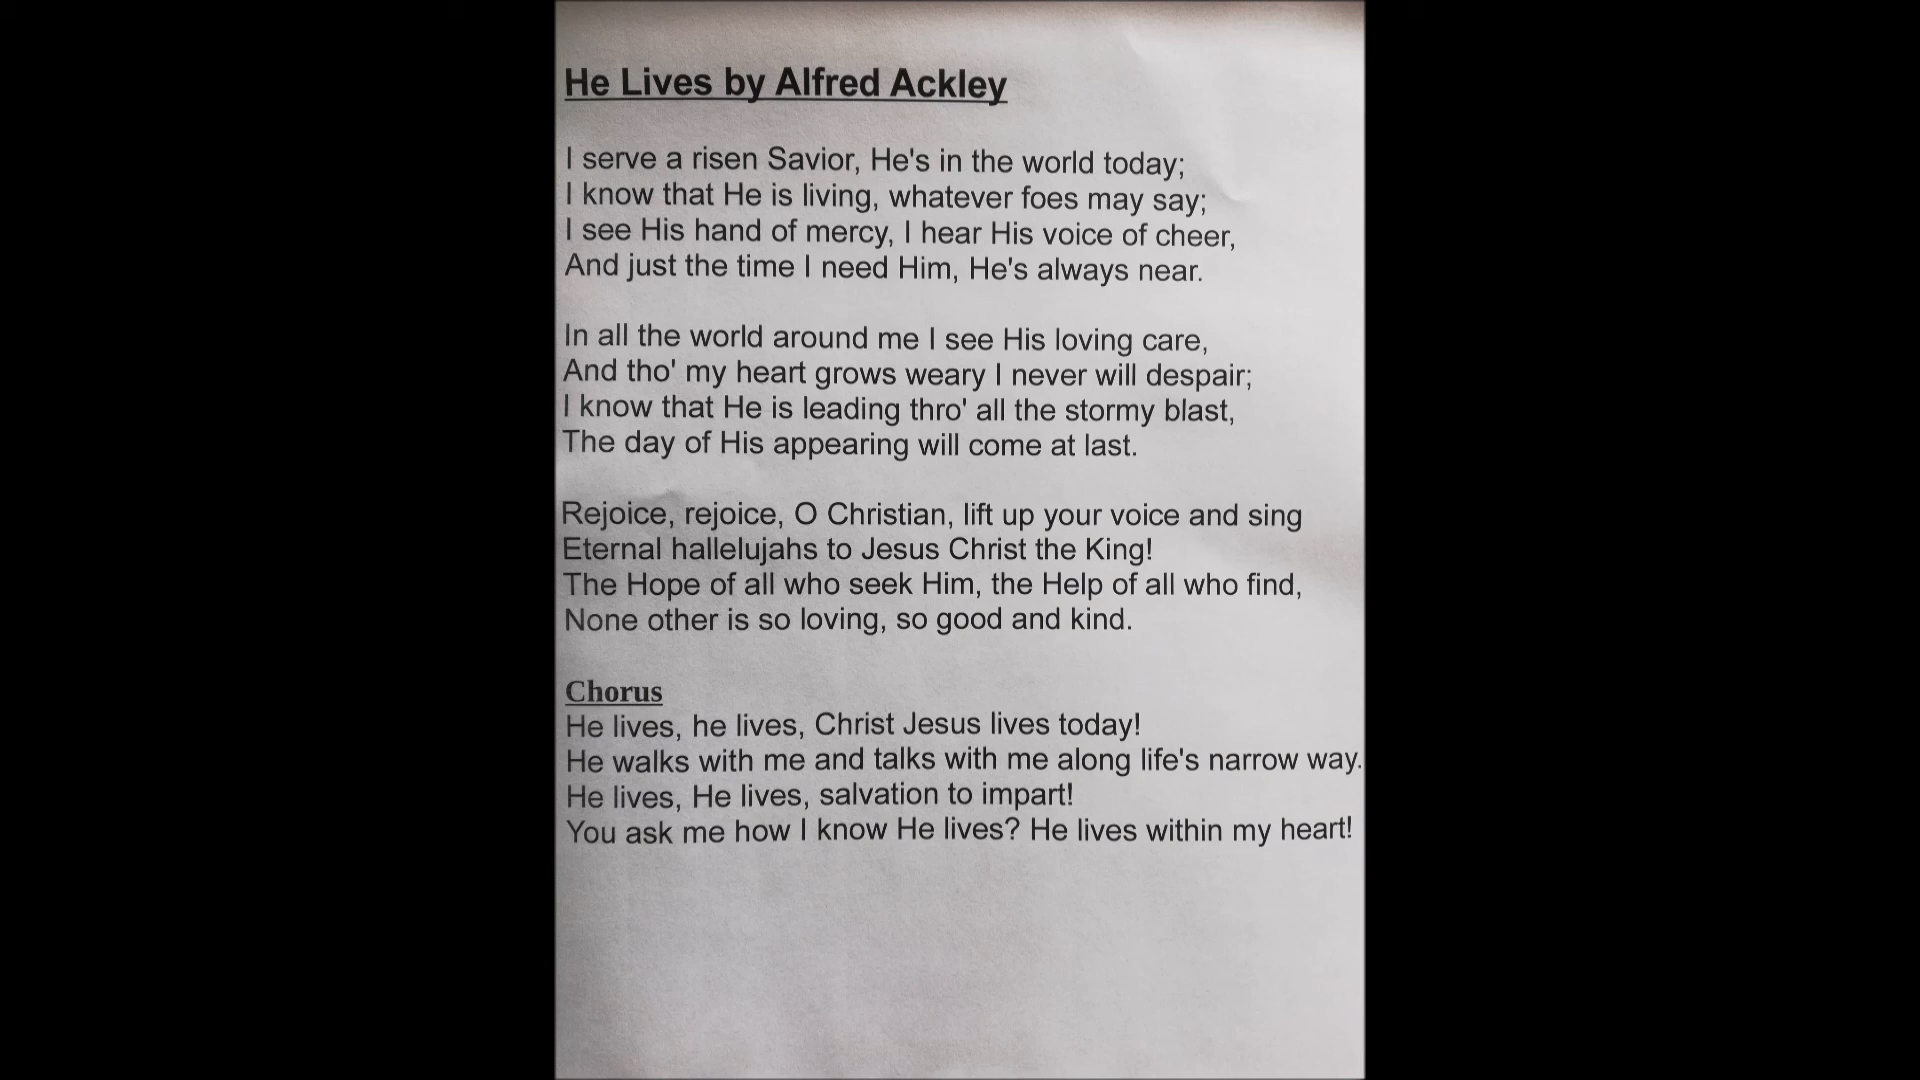 He Lives by Alfred Ackley
I serve a risen Savior, He's in the world today;
I know that He is living, whatever foes may say;
I see His hand of mercy, I hear His voice of cheer,
And just the time I need Him, He's always near.
In all the world around me I see His loving care,
And tho' my heart grows weary I never will despair;
I know that He is leading thro' all the stormy blast,
The day of His appearing will come at last.
Rejoice, rejoice, O Christian, lift up your voice and sing
Eternal hallelujahs to Jesus Christ the King!
The Hope of all who seek Him, the Help of all who find,
None other is so loving, so good and kind.
Chorus
He lives, he lives, Christ Jesus lives today!
He walks with me and talks with me along life's narrow way.
He lives, He lives, salvation to impart!
You ask me how I know He lives? He lives within my heart!